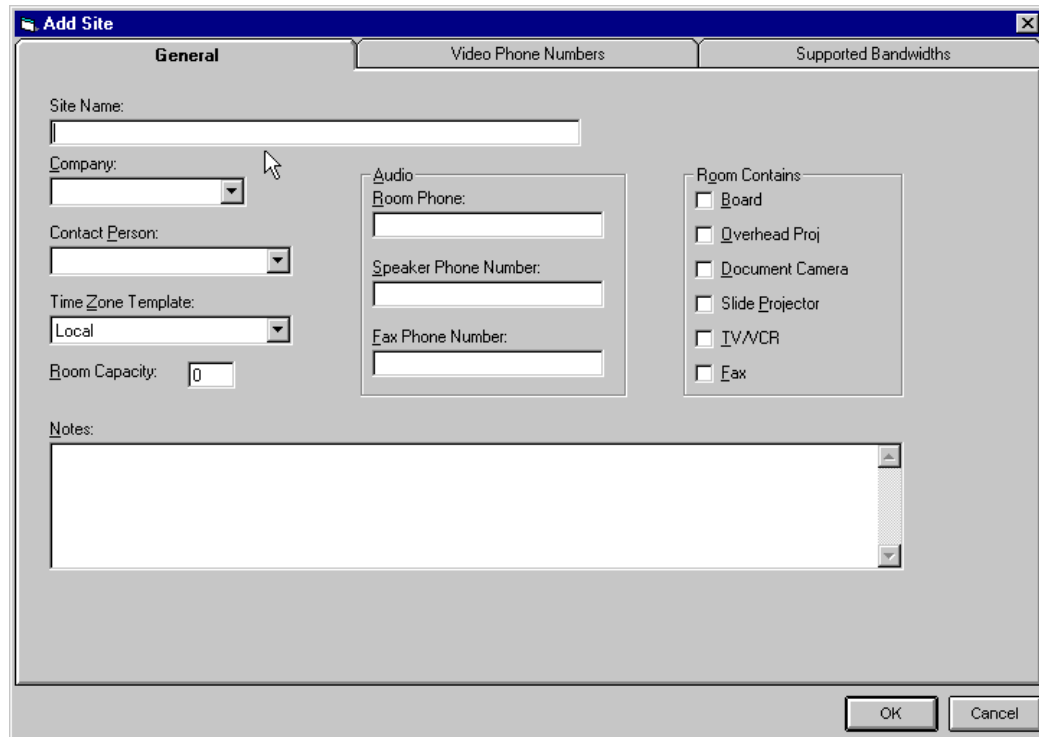 Add Site
General
Video Phone Numbers
Supported Bandwidths
Site Name:
Company:
Contact Person:
Time Zone Template:
Local
Room Capacity: 0
Audio
Room Phone:
Speaker Phone Number:
Fax Phone Number:
Room Contains
Board
Overhead Proj
Document Camera
Slide Projector
TV/VCR
Fax
Notes:
OK
Cancel